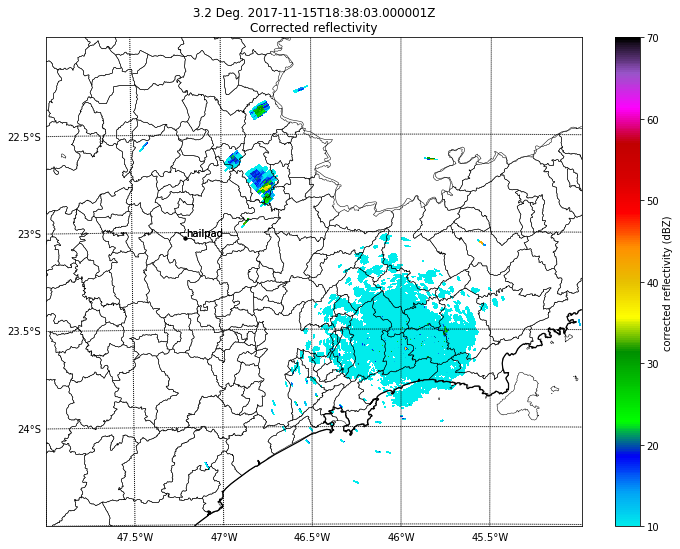 3.2 Deg. 2017-11-15T18:38:03.000001Z
Corrected reflectivity
22.5°S
23°S
23.5°S
24°S
hailpad
47.5°W
47°W
46.5°W
46°W
45.5°W
70
60
50
40
30
20
10
corrected reflectivity (dBZ)